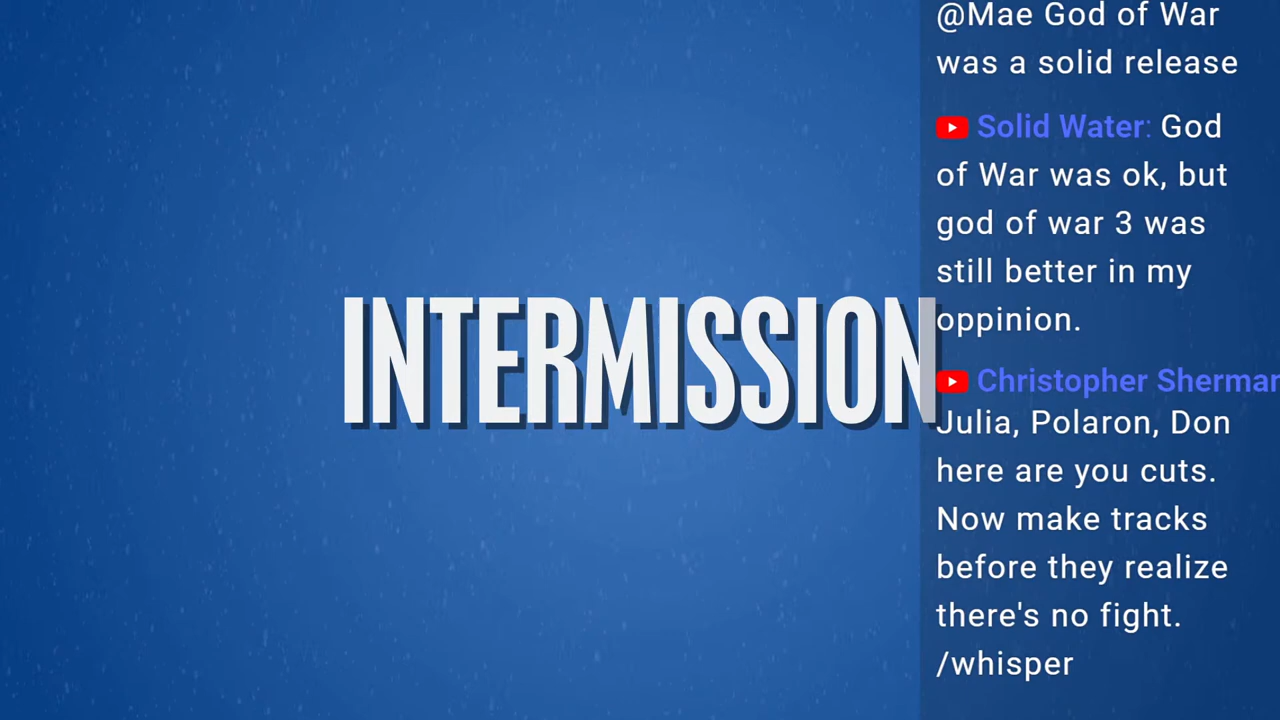 INTERMISSION
@Mae God of War
was a solid release
Solid Water: God
of War was ok, but
god of war 3 was
still better in my
oppinion.
Christopher Sherman
Julia, Polaron, Don
here are you cuts.
Now make tracks
before they realize
there's no fight.
/whisper